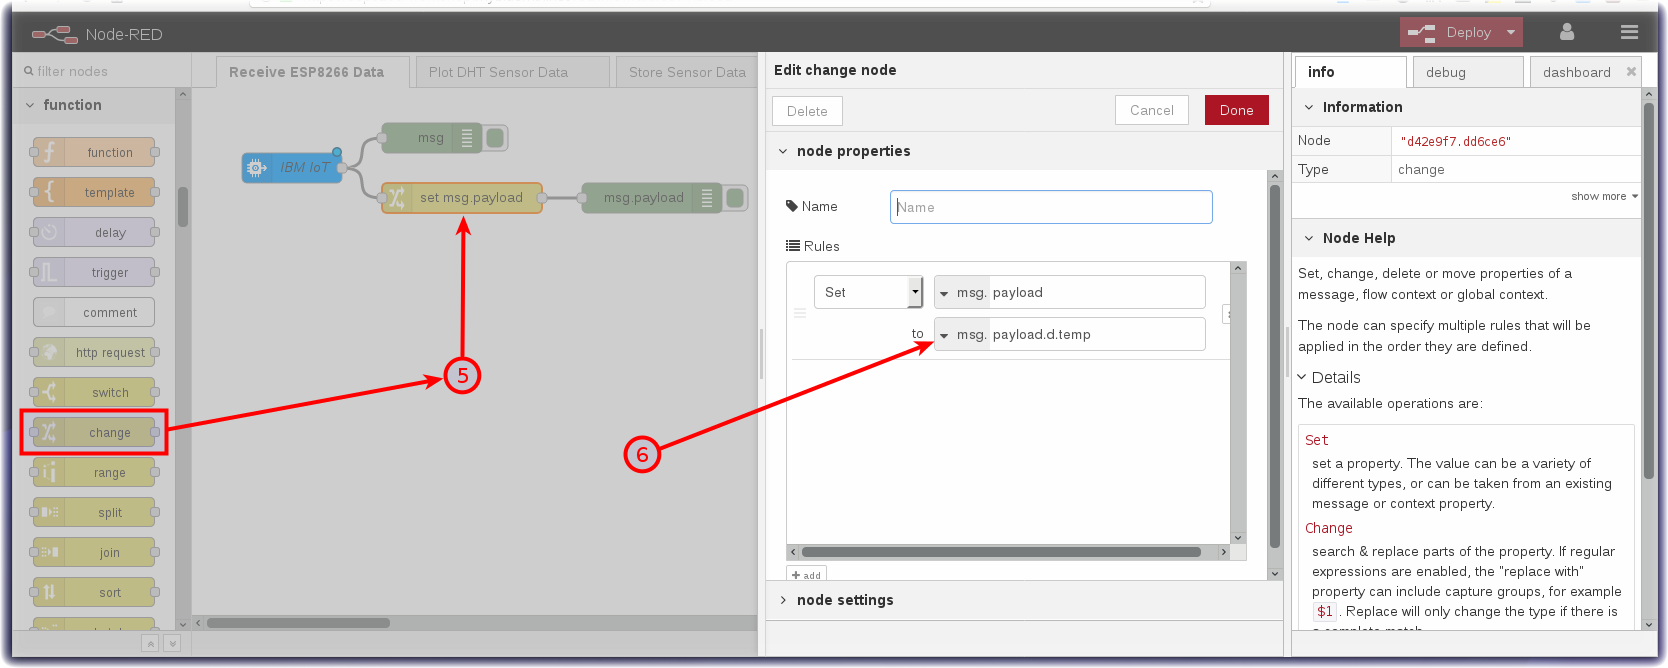 Node-RED
Deploy
filter nodes
function
function
template
delay
trigger
comment
http request
switch
change
range
split
join
sort
Receive ESP8266 Data
Plot DHT Sensor Data
Store Sensor Data
IBM IoT
msg
set msg.payload
msg.payload
5
6
Edit change node
Delete
Cancel
Done
node properties
Name
Name
Rules
Set
msg. payload
to
msg. payload.d.temp
+ add
node settings
info
debug
dashboard
Information
Node "d42e9f7.dd6ce6"
Type change
show more
Node Help
Set, change, delete or move properties of a
message, flow context or global context.
The node can specify multiple rules that will be
applied in the order they are defined.
Details
The available operations are:
Set
set a property. The value can be a variety of
different types, or can be taken from an existing
message or context property.
Change
search & replace parts of the property. If regular
expressions are enabled, the "replace with"
property can include capture groups, for example
$1 . Replace will only change the type if there is
a complete match